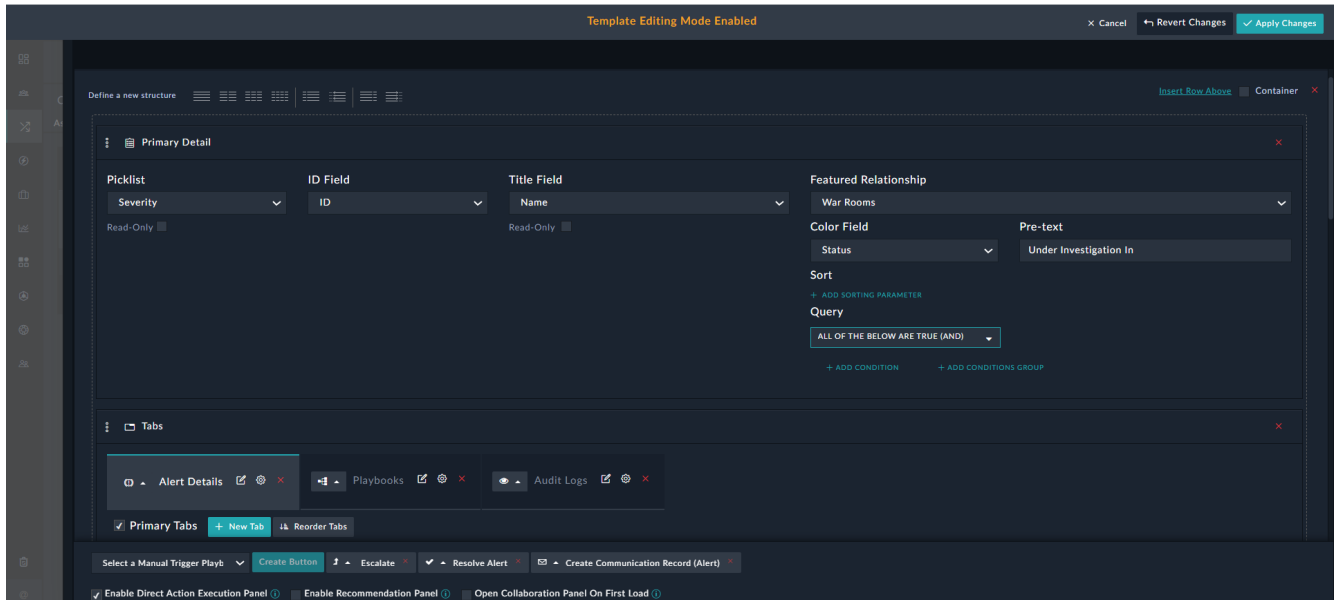 Template Editing Mode Enabled
Cancel Revert Changes Apply Changes
Define a new structure Insert Row Above Container
Primary Detail
Picklist ID Field Title Field Featured Relationship
Severity ID Name War Rooms
Read-Only Read-Only Color Field Pre-text
Status Under Investigation In
Sort
+ ADD SORTING PARAMETER
Query
ALL OF THE BELOW ARE TRUE (AND)
+ ADD CONDITION + ADD CONDITIONS GROUP
Tabs
Alert Details Playbooks Audit Logs
Primary Tabs + New Tab Reorder Tabs
Select a Manual Trigger Playb Create Button Escalate Resolve Alert Create Communication Record (Alert)
Enable Direct Action Execution Panel Enable Recommendation Panel Open Collaboration Panel On First Load